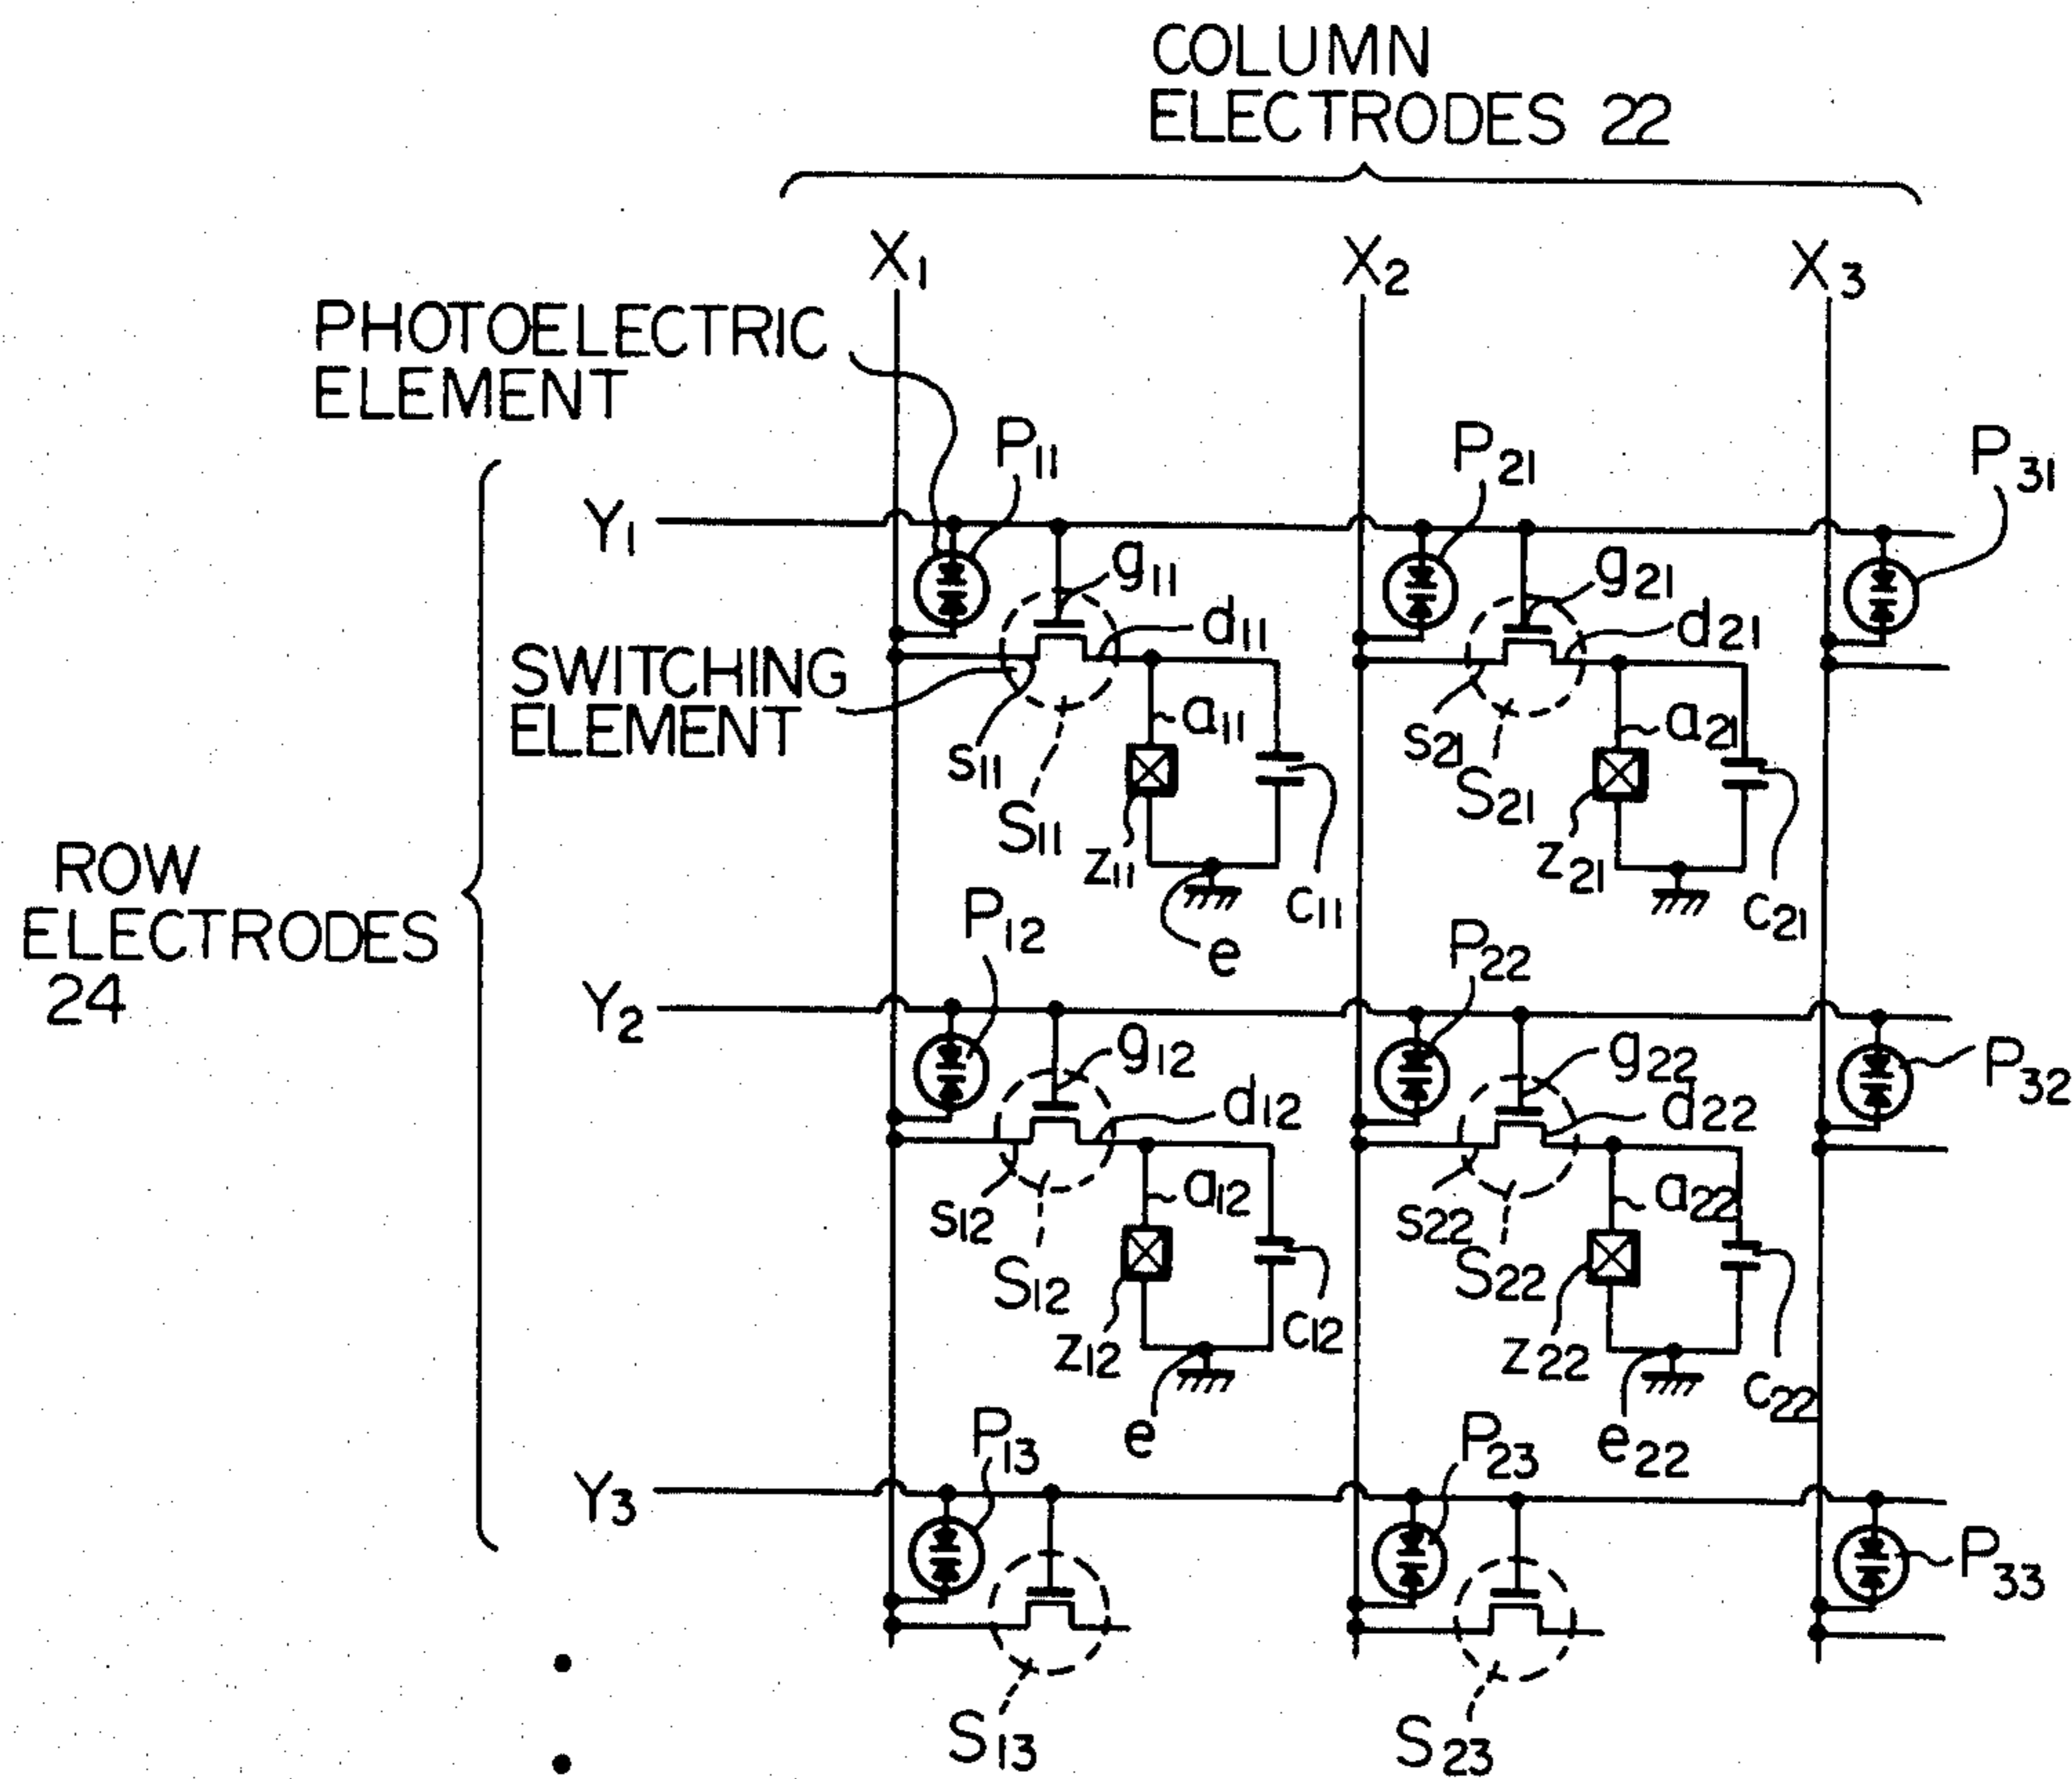 COLUMN
ELECTRODES 22
X1 X2 X3
PHOTOELECTRIC
ELEMENT
P11 P21 P31
Y1
g11 g21
d11 d21
SWITCHING
ELEMENT
s11 a11 s21 a21
S11 S21
z11 c11 z21 c21
e
ROW
ELECTRODES
24
P12 P22 P32
Y2
g12 g22
d12 d22
s12 a12 s22 a22
S12 S22
z12 c12 z22 c22
e e22
P13 P23 P33
Y3
S13 S23